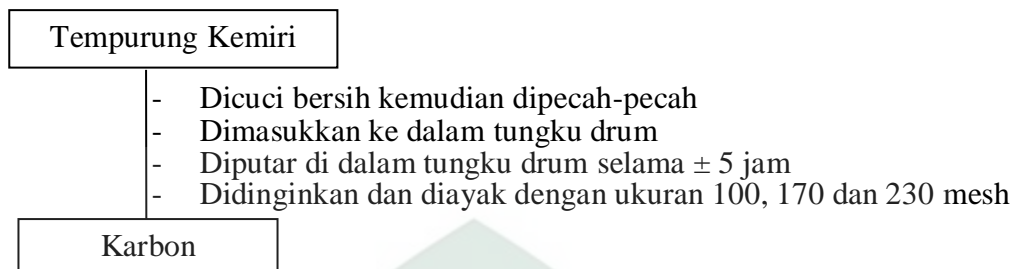 Tempurung Kemiri
- Dicuci bersih kemudian dipecah-pecah
- Dimasukkan ke dalam tungku drum
- Diputar di dalam tungku drum selama ± 5 jam
- Didinginkan dan diayak dengan ukuran 100, 170 dan 230 mesh
Karbon